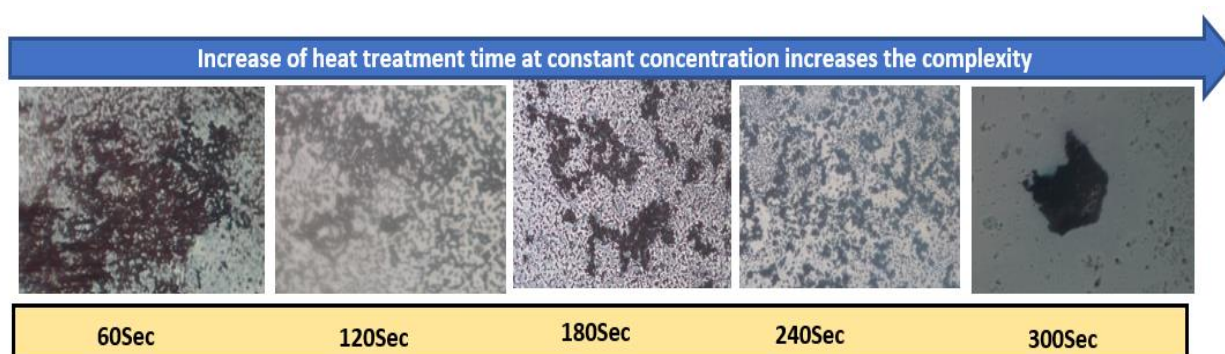 Increase of heat treatment time at constant concentration increases the complexity
60Sec
120Sec
180Sec
240Sec
300Sec